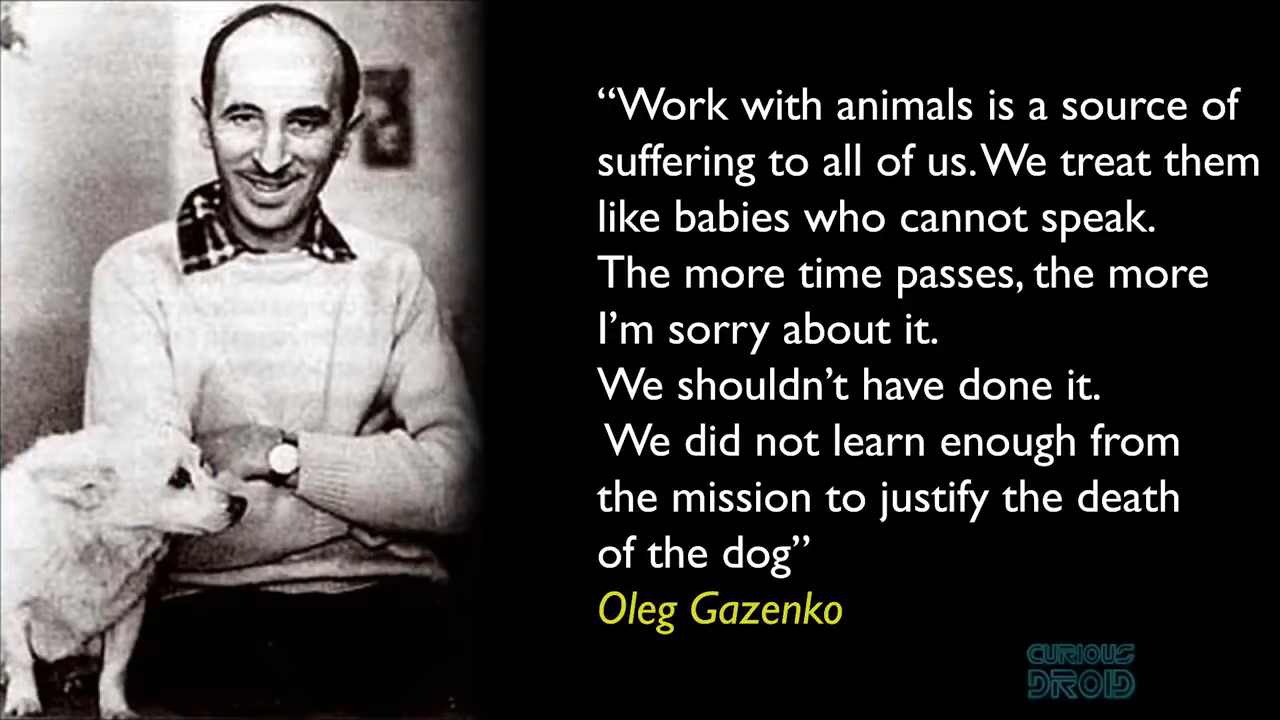 “Work with animals is a source of
suffering to all of us. We treat them
like babies who cannot speak.
The more time passes, the more
I’m sorry about it.
We shouldn’t have done it.
We did not learn enough from
the mission to justify the death
of the dog”
Oleg Gazenko
CURIOUS
DROID